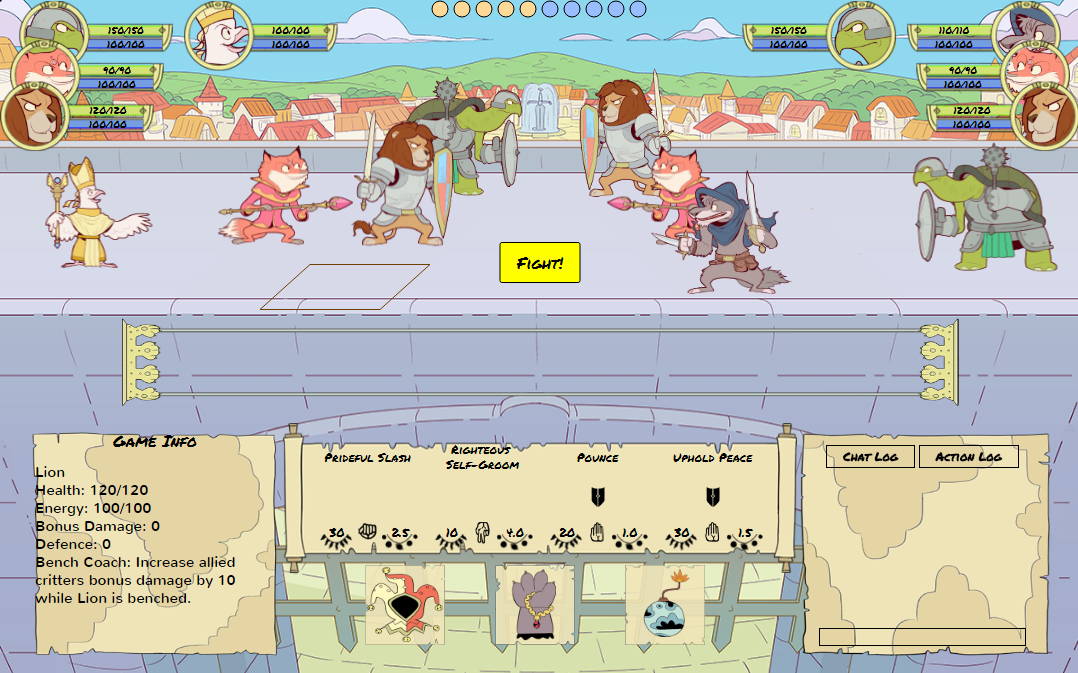 150/150
100/100
100/100
100/100
150/150
100/100
110/110
100/100
90/90
100/100
90/90
100/100
120/120
100/100
120/120
100/100
Fight!
Game Info
Lion
Health: 120/120
Energy: 100/100
Bonus Damage: 0
Defence: 0
Bench Coach: Increase allied
critters bonus damage by 10
while Lion is benched.
Prideful Slash
30 2.5
Righteous
Self-Groom
10 4.0
Pounce
20 1.0
Uphold Peace
30 1.5
Chat Log
Action Log